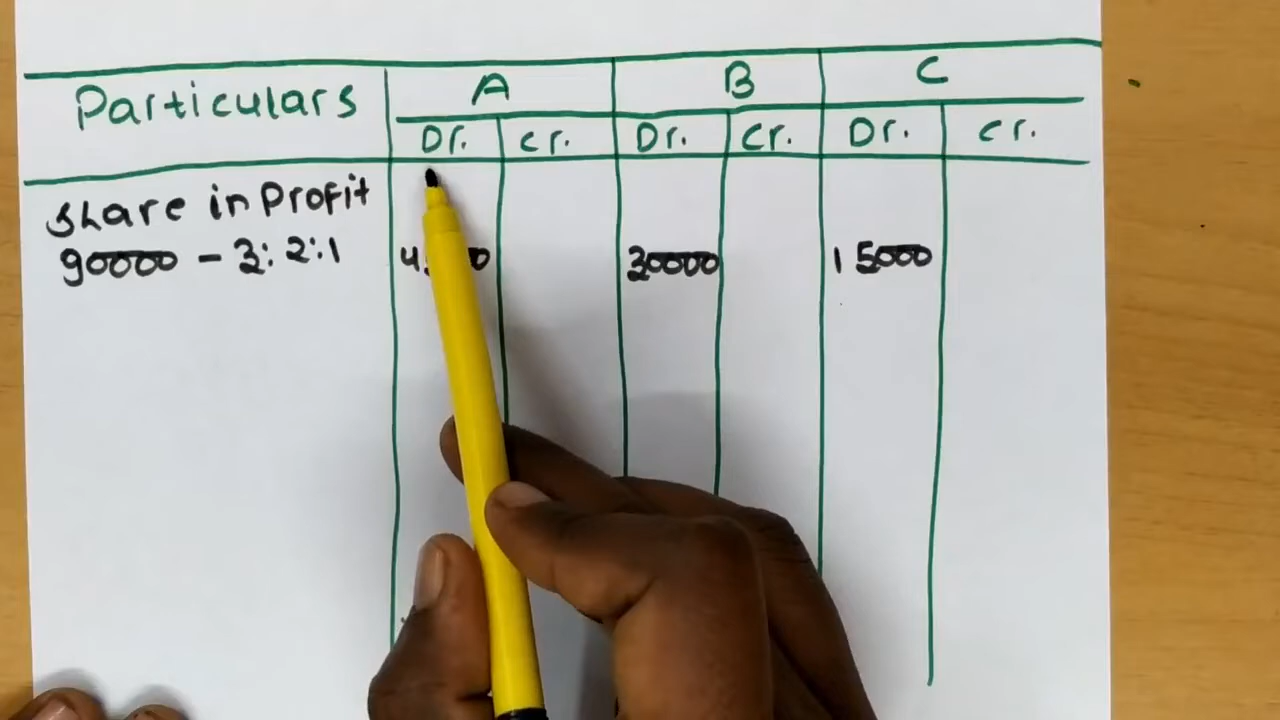 Particulars A B C
Dr. Cr. Dr. Cr. Dr. Cr.
Share in Profit
90000 - 3:2:1 30000 15000